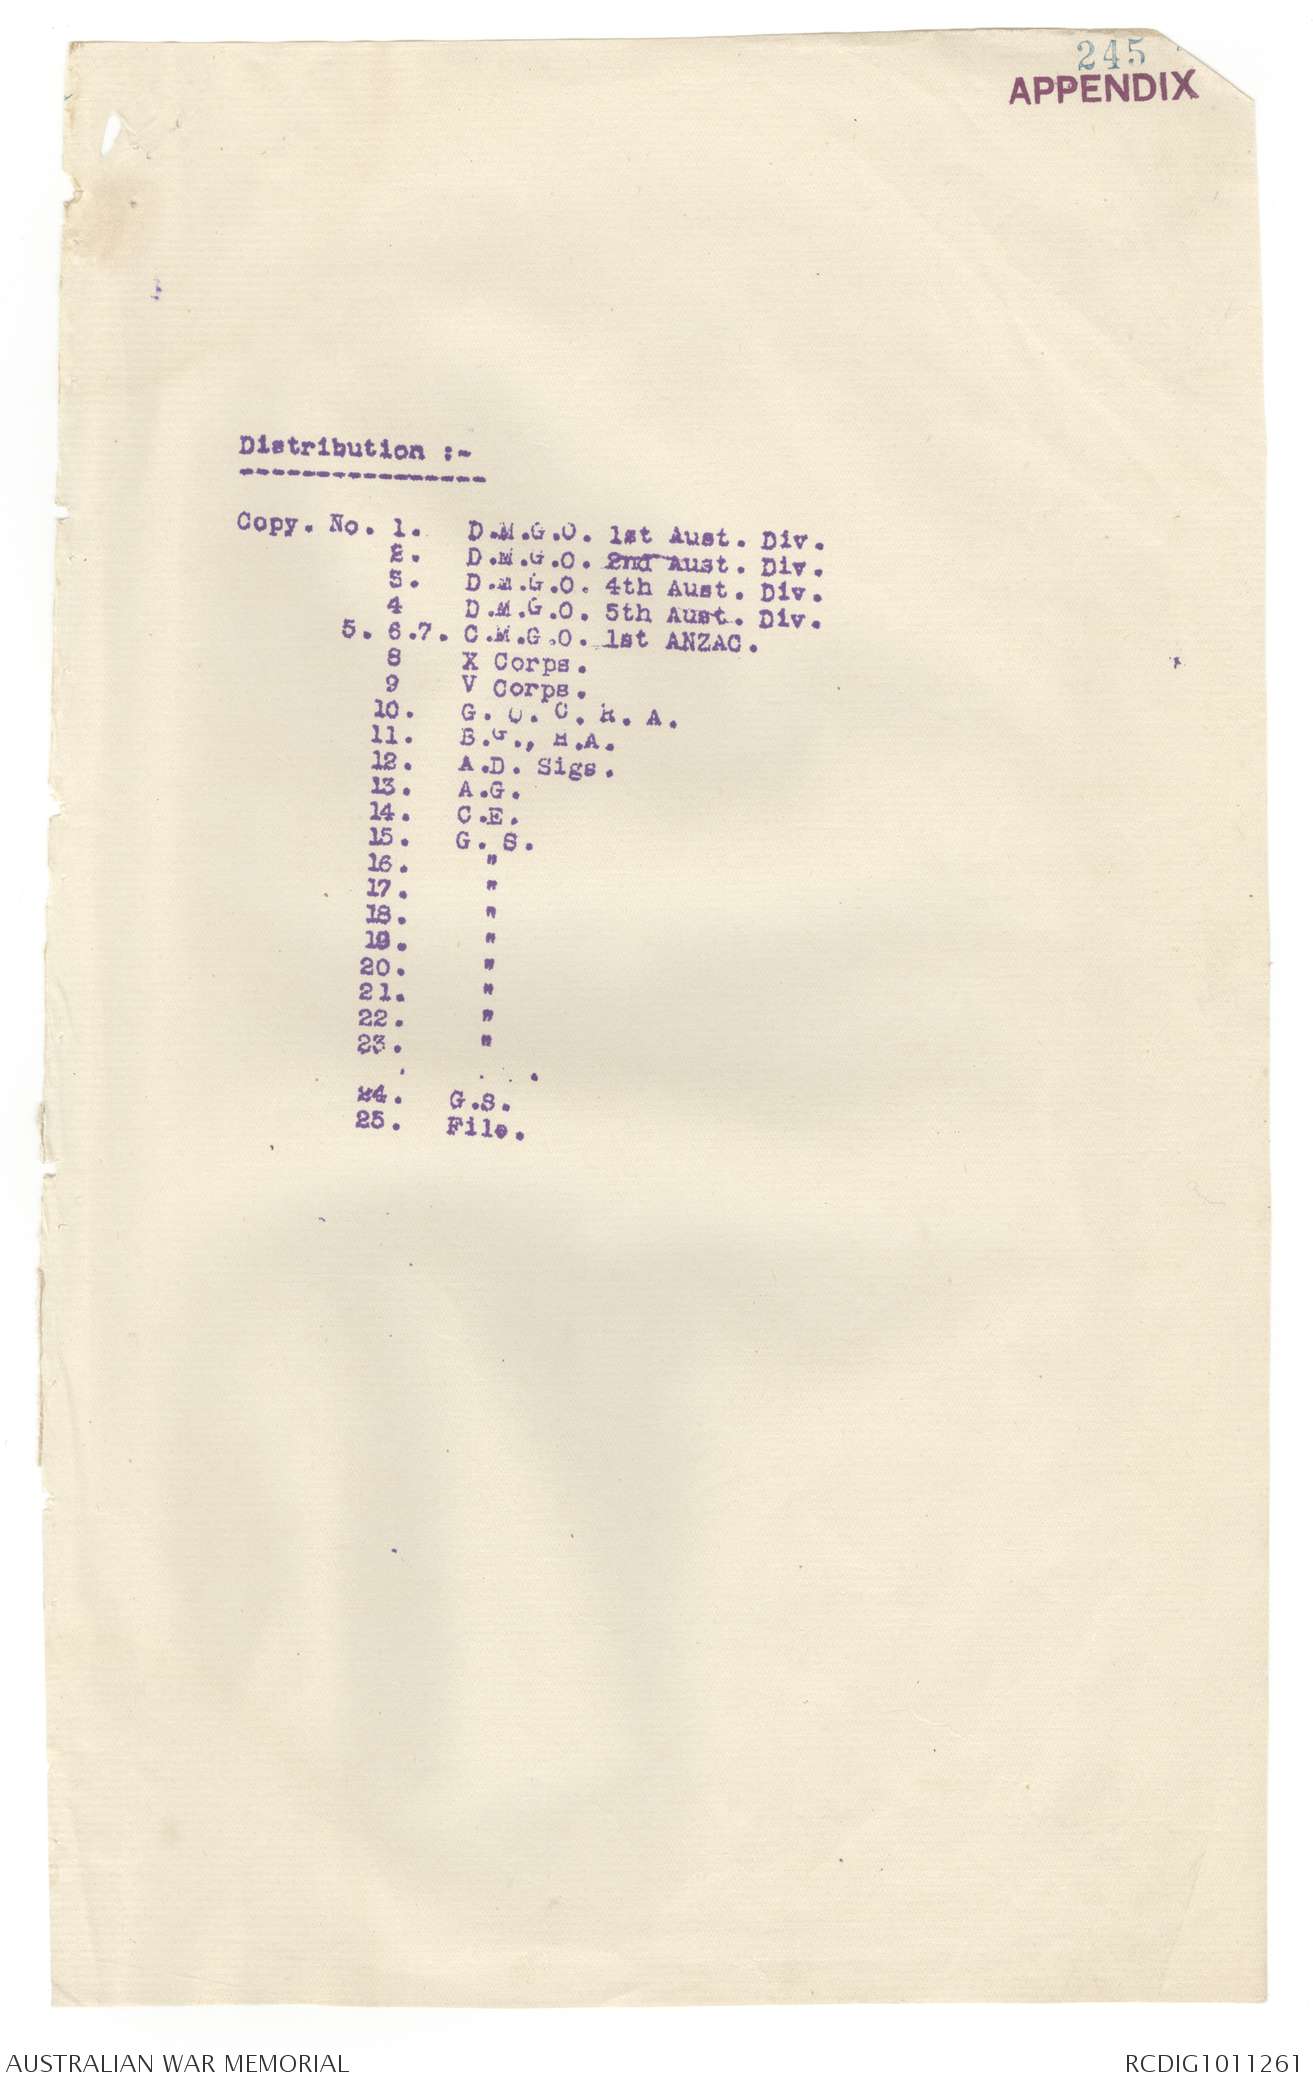 245
APPENDIX
Distribution :-
----------------
Copy. No. 1. D.M.G.O. 1st Aust. Div.
2. D.M.G.O. 2nd Aust. Div.
3. D.M.G.O. 4th Aust. Div.
4 D.M.G.O. 5th Aust. Div.
5. 6.7. C.M.G.O. 1st ANZAC.
8 X Corps.
9 V Corps.
10. G. O. C. R. A.
11. B.G., H.A.
12. A.D. Sigs.
13. A.G.
14. C.E.
15. G. S.
16. "
17. "
18. "
19. "
20. "
21. "
22. "
23. "
24. G.S.
25. File.
AUSTRALIAN WAR MEMORIAL
RCDIG1011261